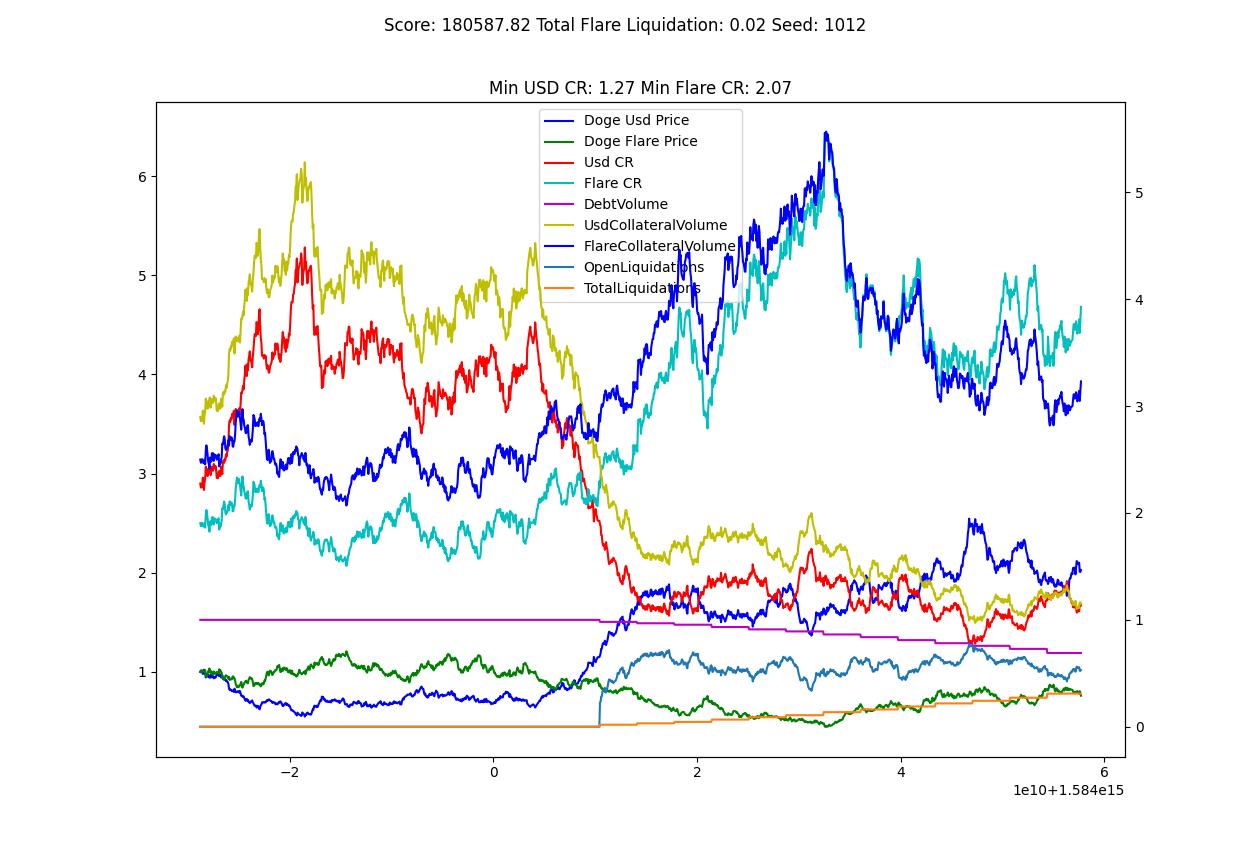 Score: 180587.82 Total Flare Liquidation: 0.02 Seed: 1012
Min USD CR: 1.27 Min Flare CR: 2.07
Doge Usd Price
Doge Flare Price
Usd CR
Flare CR
DebtVolume
UsdCollateralVolume
FlareCollateralVolume
OpenLiquidations
TotalLiquidations
6
5
4
3
2
1
5
4
3
2
1
0
−2
0
2
4
6
1e10+1.584e15